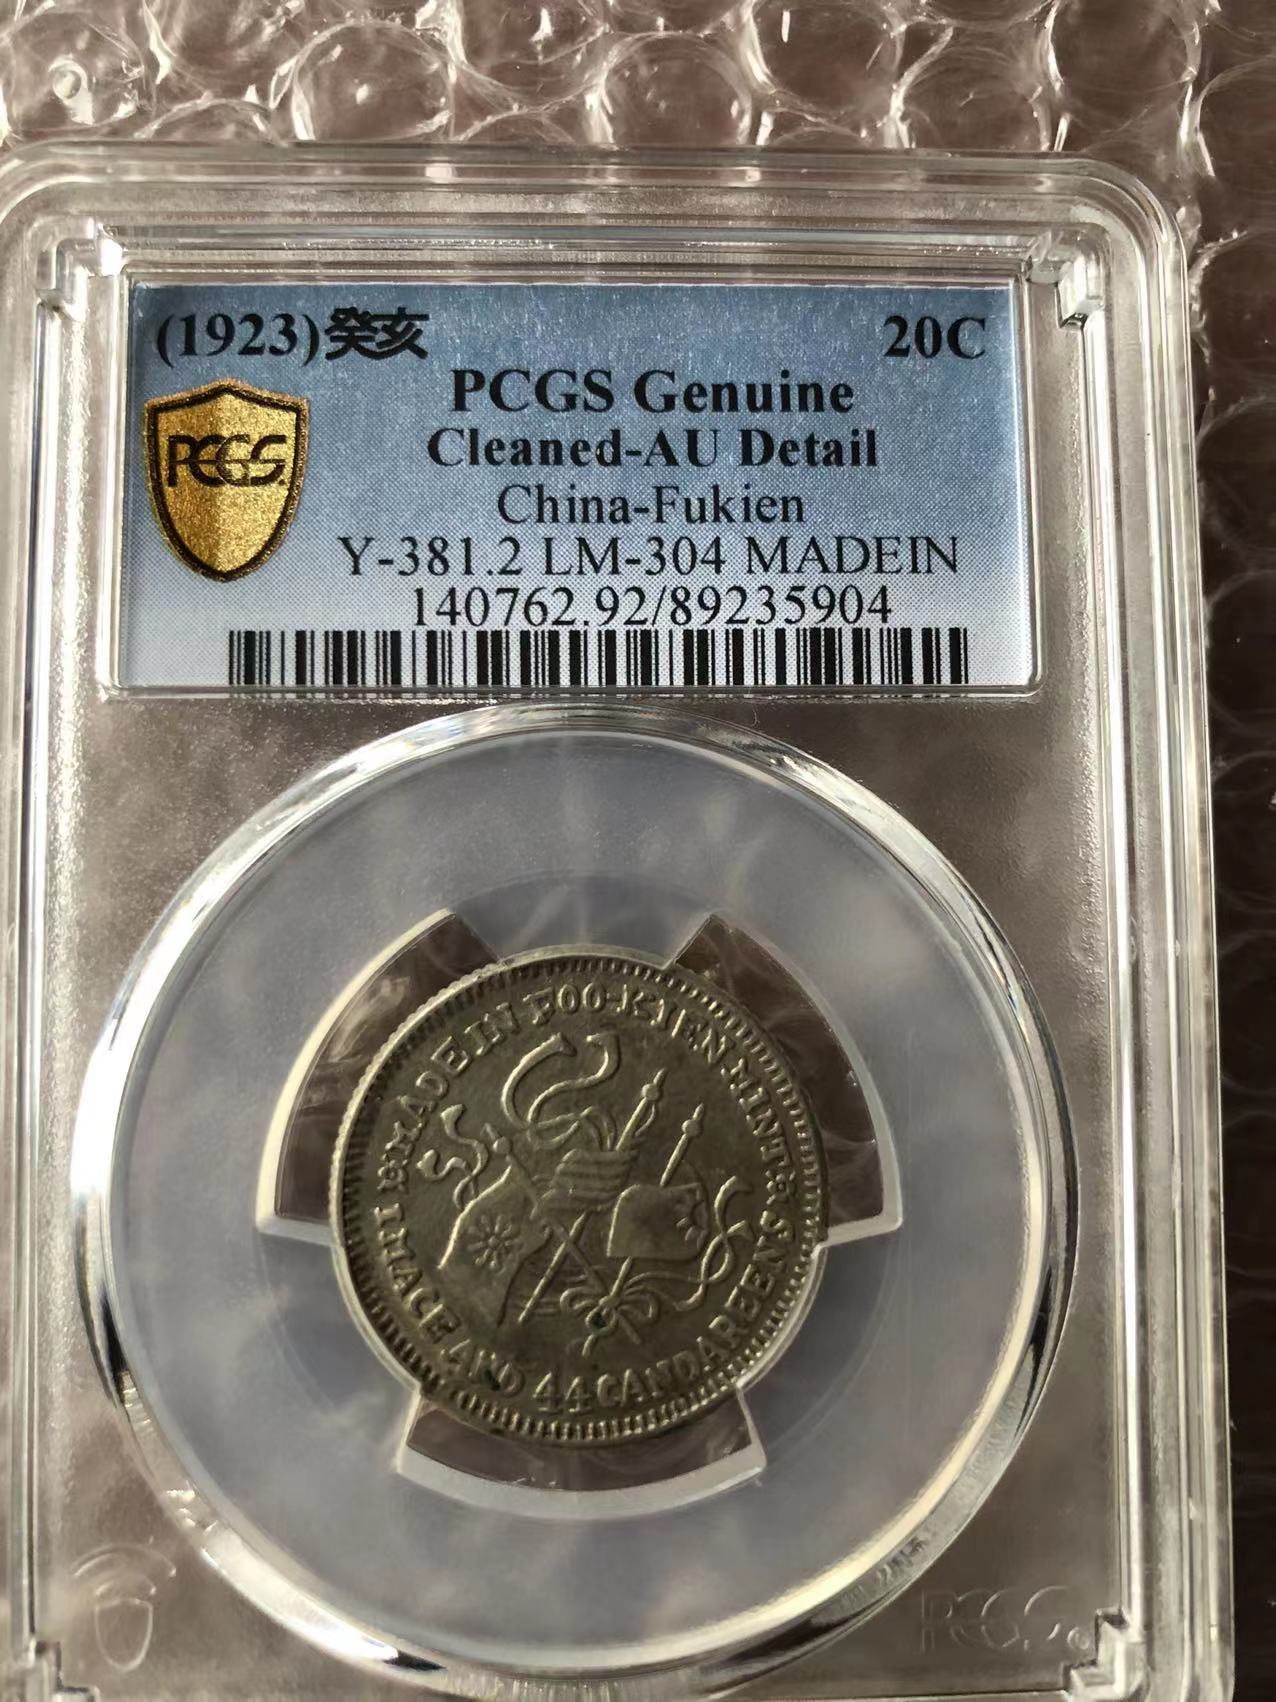 (1923)癸亥 20C
PCGS Genuine
Cleaned-AU Detail
China-Fukien
Y-381.2 LM-304 MADEIN
140762.92/89235904
PCGS
MADE IN FOO-KIEN MINT
1 MACE AND 44 CANDAREENS
PCGS